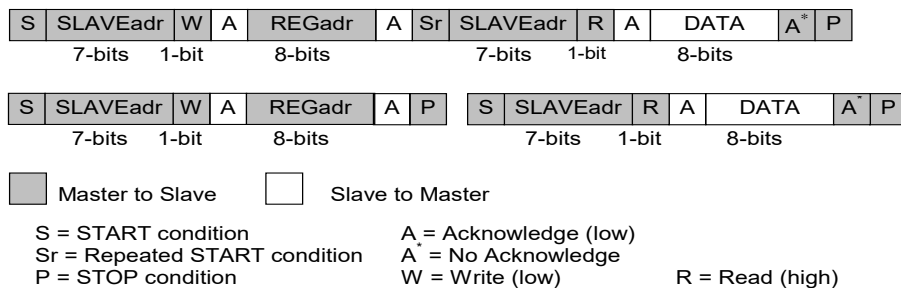 S SLAVEadr W A REGadr A Sr SLAVEadr R A DATA A* P
7-bits 1-bit 8-bits 7-bits 1-bit 8-bits
S SLAVEadr W A REGadr A P S SLAVEadr R A DATA A* P
7-bits 1-bit 8-bits 7-bits 1-bit 8-bits
Master to Slave Slave to Master
S = START condition A = Acknowledge (low)
Sr = Repeated START condition A* = No Acknowledge
P = STOP condition W = Write (low) R = Read (high)